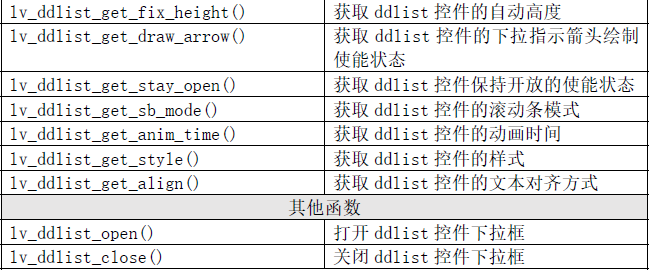 lv_ddlist_get_fix_height() 获取 ddlist 控件的自动高度
lv_ddlist_get_draw_arrow() 获取 ddlist 控件的下拉指示箭头绘制
使能状态
lv_ddlist_get_stay_open() 获取 ddlist 控件保持开放的使能状态
lv_ddlist_get_sb_mode() 获取 ddlist 控件的滚动条模式
lv_ddlist_get_anim_time() 获取 ddlist 控件的动画时间
lv_ddlist_get_style() 获取 ddlist 控件的样式
lv_ddlist_get_align() 获取 ddlist 控件的文本对齐方式
其他函数
lv_ddlist_open() 打开 ddlist 控件下拉框
lv_ddlist_close() 关闭 ddlist 控件下拉框